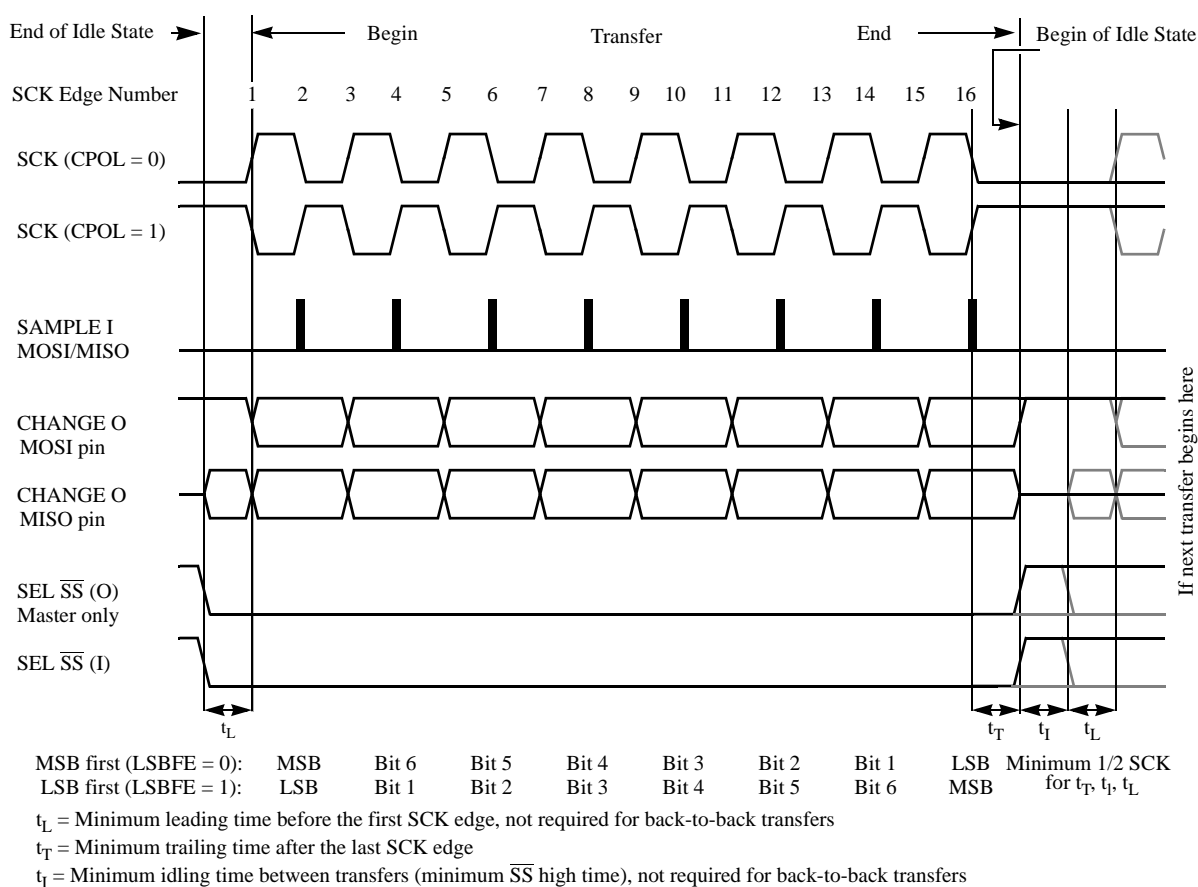 End of Idle State
Begin
Transfer
End
Begin of Idle State
SCK Edge Number
1 2 3 4 5 6 7 8 9 10 11 12 13 14 15 16
SCK (CPOL = 0)
SCK (CPOL = 1)
SAMPLE I
MOSI/MISO
CHANGE O
MOSI pin
CHANGE O
MISO pin
SEL SS (O)
Master only
SEL SS (I)
If next transfer begins here
tL
tT
tI
tL
MSB first (LSBFE = 0): MSB Bit 6 Bit 5 Bit 4 Bit 3 Bit 2 Bit 1 LSB
LSB first (LSBFE = 1): LSB Bit 1 Bit 2 Bit 3 Bit 4 Bit 5 Bit 6 MSB
Minimum 1/2 SCK
for tT, tl, tL
tL = Minimum leading time before the first SCK edge, not required for back-to-back transfers
tT = Minimum trailing time after the last SCK edge
tI = Minimum idling time between transfers (minimum SS high time), not required for back-to-back transfers